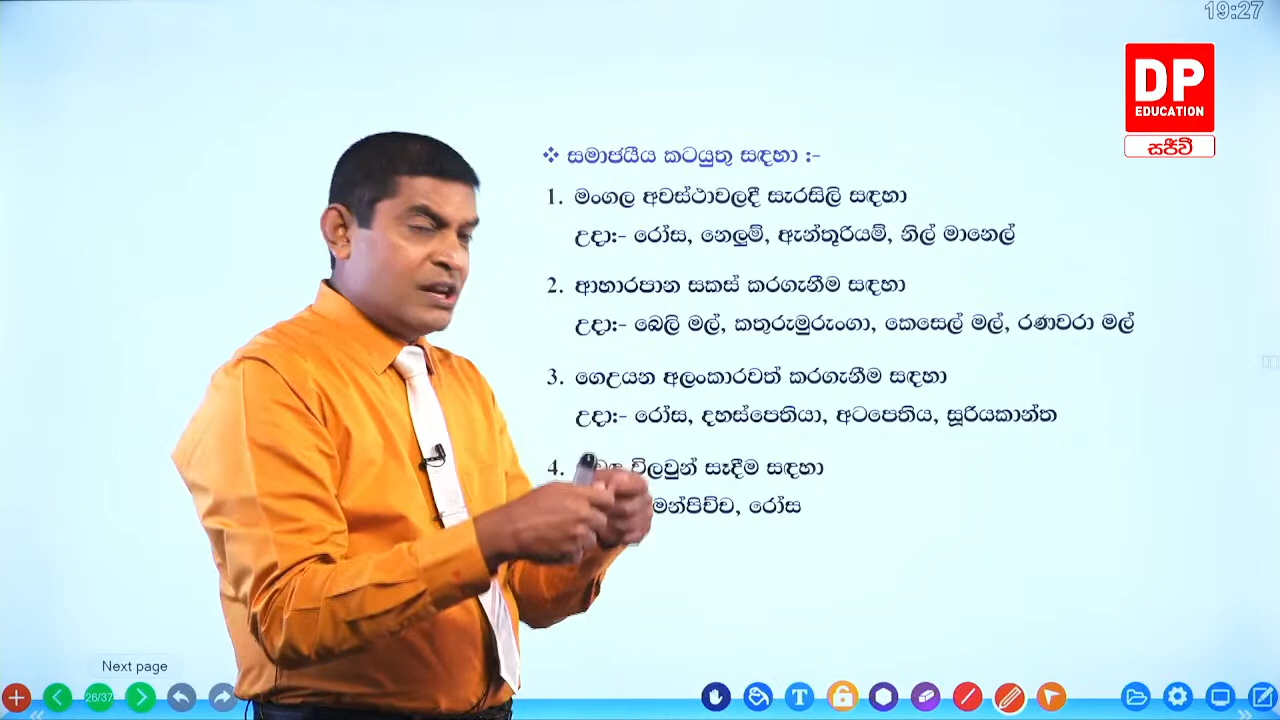 19:27
DP
EDUCATION
සජීවී
❖ සමාජයීය කටයුතු සඳහා :-
1. මංගල අවස්ථාවලදී සැරසිලි සඳහා
උදා:- රෝස, නෙලුම්, ඇන්තූරියම්, නිල් මානෙල්
2. ආහාරපාන සකස් කරගැනීම සඳහා
උදා:- බෙලි මල්, කතුරුමුරුංගා, කෙසෙල් මල්, රණවරා මල්
3. ගෙඋයන අලංකාරවත් කරගැනීම සඳහා
උදා:- රෝස, දහස්පෙතියා, අටපෙතිය, සූරියකාන්ත
4. විලවුන් සෑදීම සඳහා
මන්පිච්ච, රෝස
Next page
26/37
T